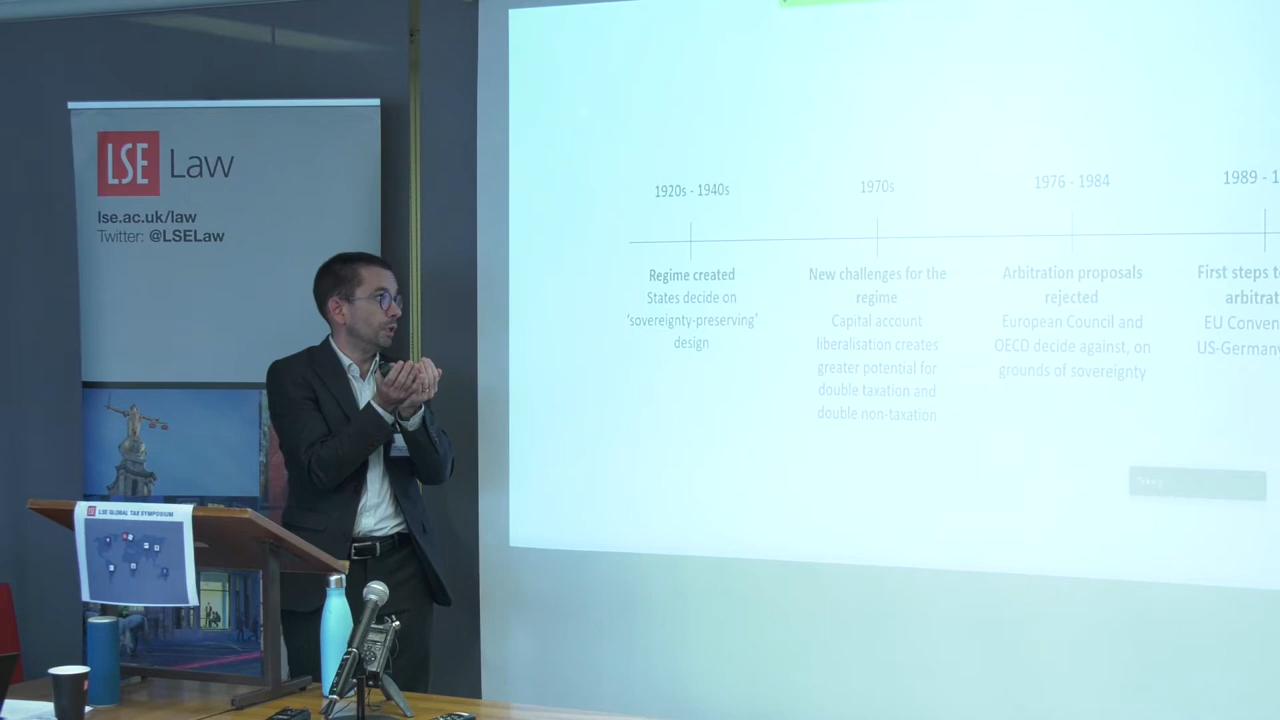 LSE Law
lse.ac.uk/law
Twitter: @LSELaw
LSE GLOBAL TAX SYMPOSIUM
1920s - 1940s
Regime created
States decide on
‘sovereignty-preserving’
design
1970s
New challenges for the
regime
Capital account
liberalisation creates
greater potential for
double taxation and
double non-taxation
1976 - 1984
Arbitration proposals
rejected
European Council and
OECD decide against, on
grounds of sovereignty
1989 - 1
First steps
EU
US-Germany